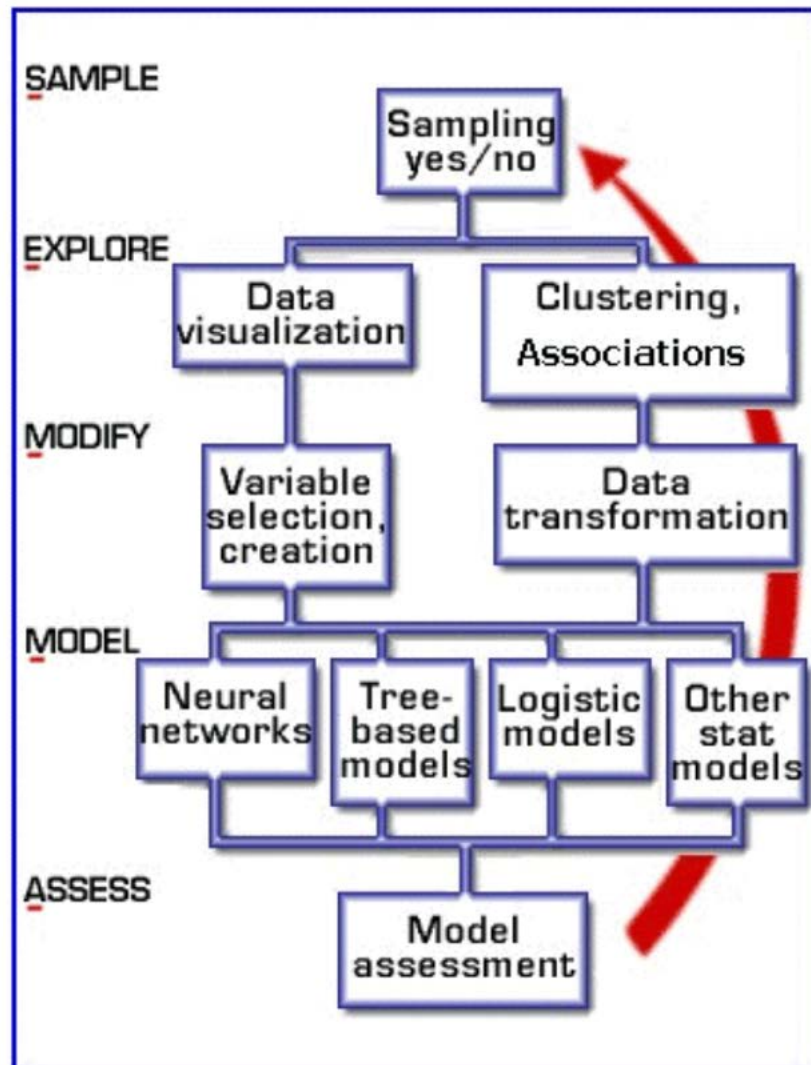 SAMPLE
Sampling
yes/no
EXPLORE
Data
visualization
Clustering,
Associations
MODIFY
Variable
selection,
creation
Data
transformation
MODEL
Neural
networks
Tree-
based
models
Logistic
models
Other
stat
models
ASSESS
Model
assessment